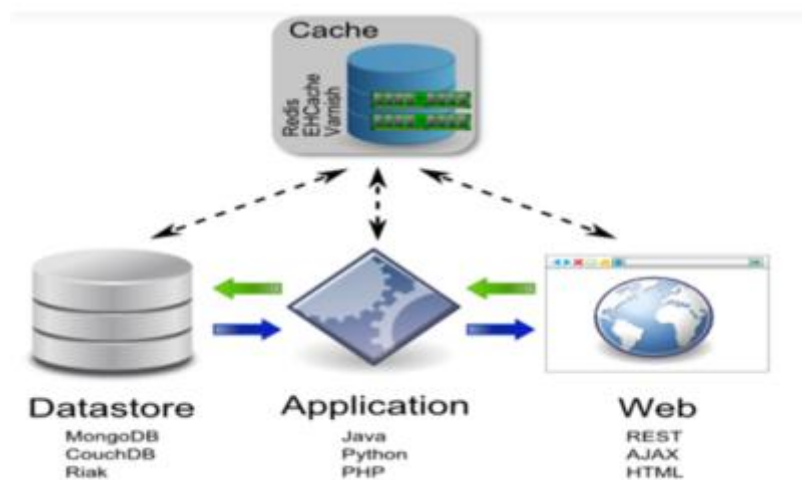 Cache
Redis
EHCache
Varnish
Datastore
MongoDB
CouchDB
Riak
Application
Java
Python
PHP
Web
REST
AJAX
HTML